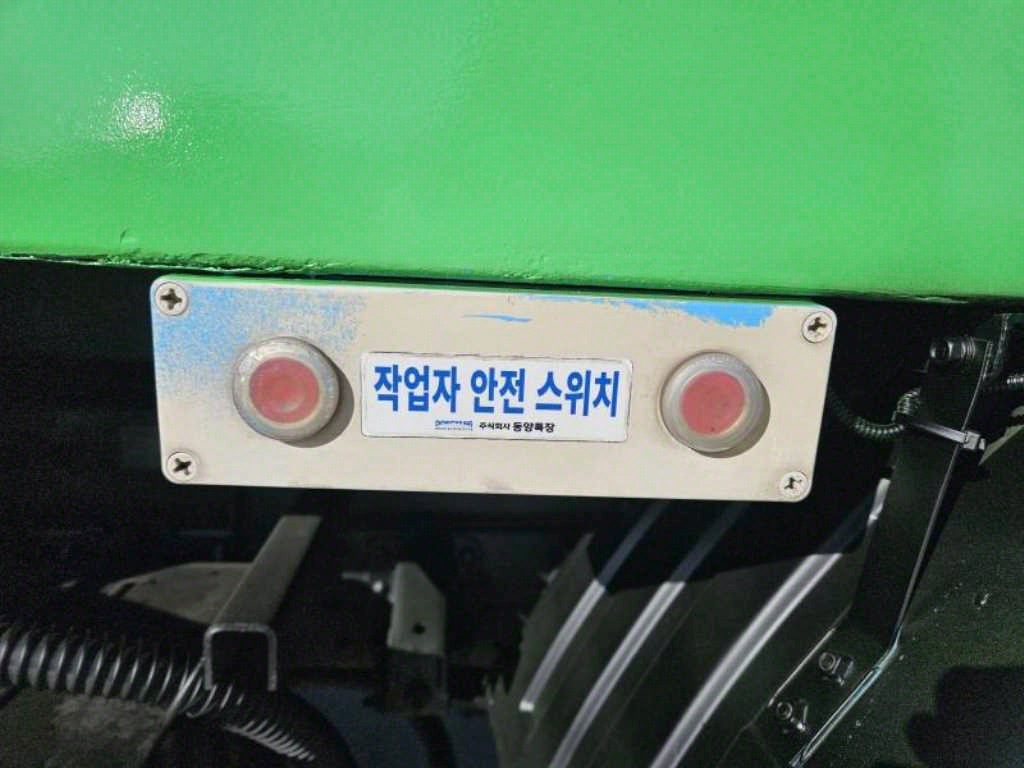 작업자 안전 스위치
주식회사 동양특장